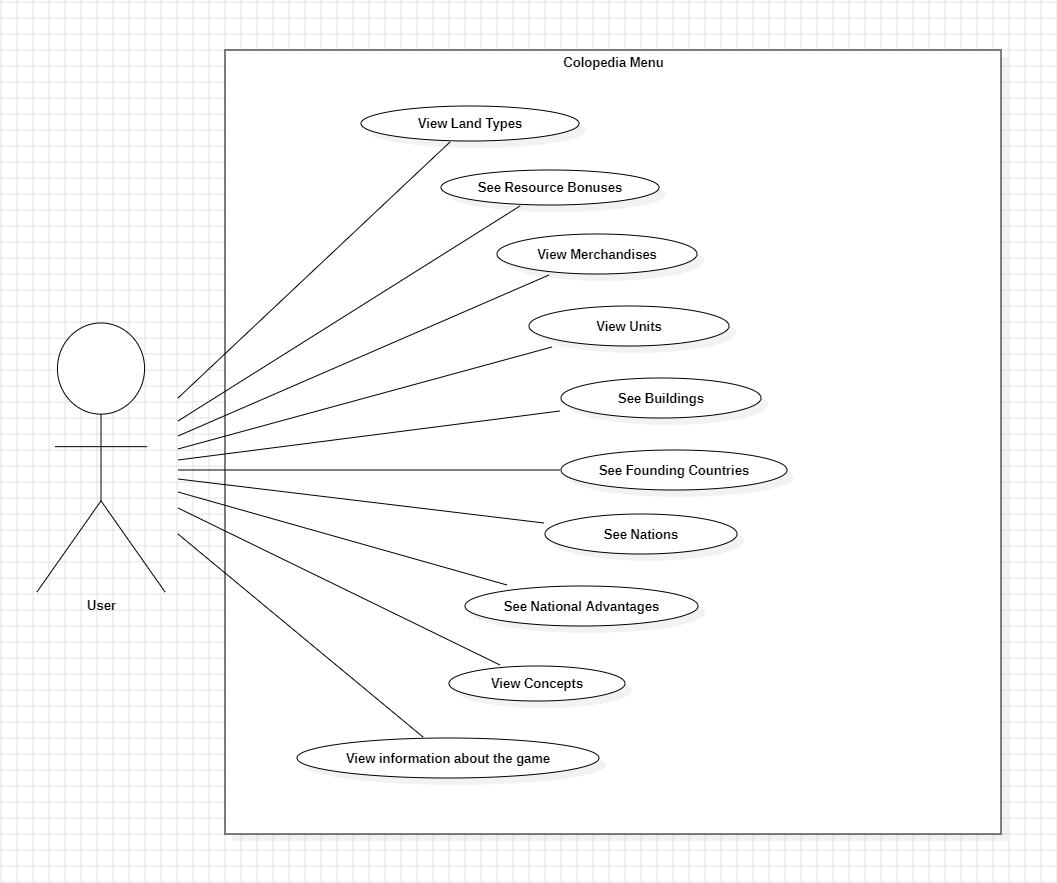 Colopedia Menu
View Land Types
See Resource Bonuses
View Merchandises
View Units
See Buildings
See Founding Countries
See Nations
See National Advantages
User
View Concepts
View information about the game